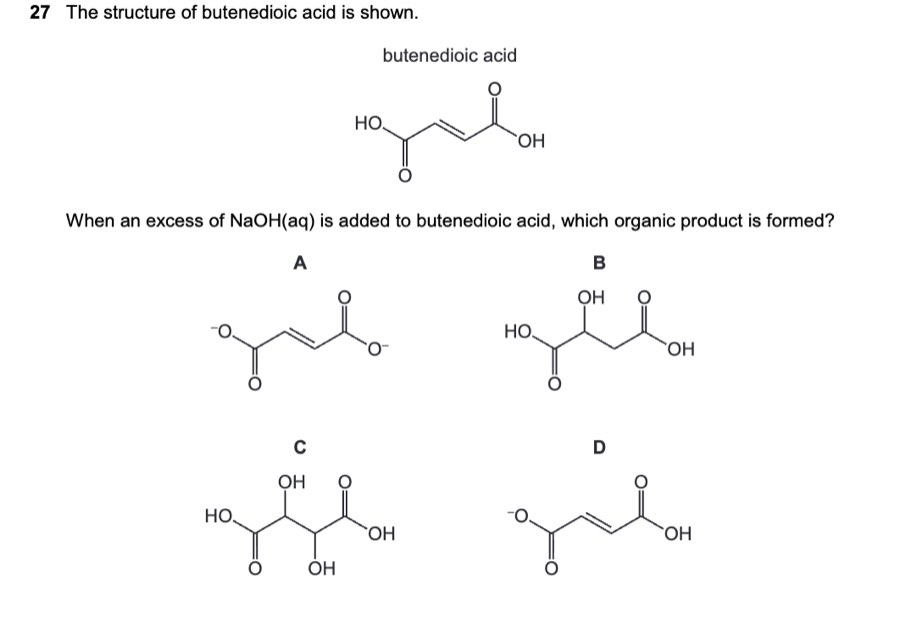 27 The structure of butenedioic acid is shown.
butenedioic acid
O
HO
OH
O
When an excess of NaOH(aq) is added to butenedioic acid, which organic product is formed?
A
B
O
⁻O
O⁻
O
OH
O
HO
OH
O
C
D
OH
O
HO
OH
O
OH
O
⁻O
OH
O